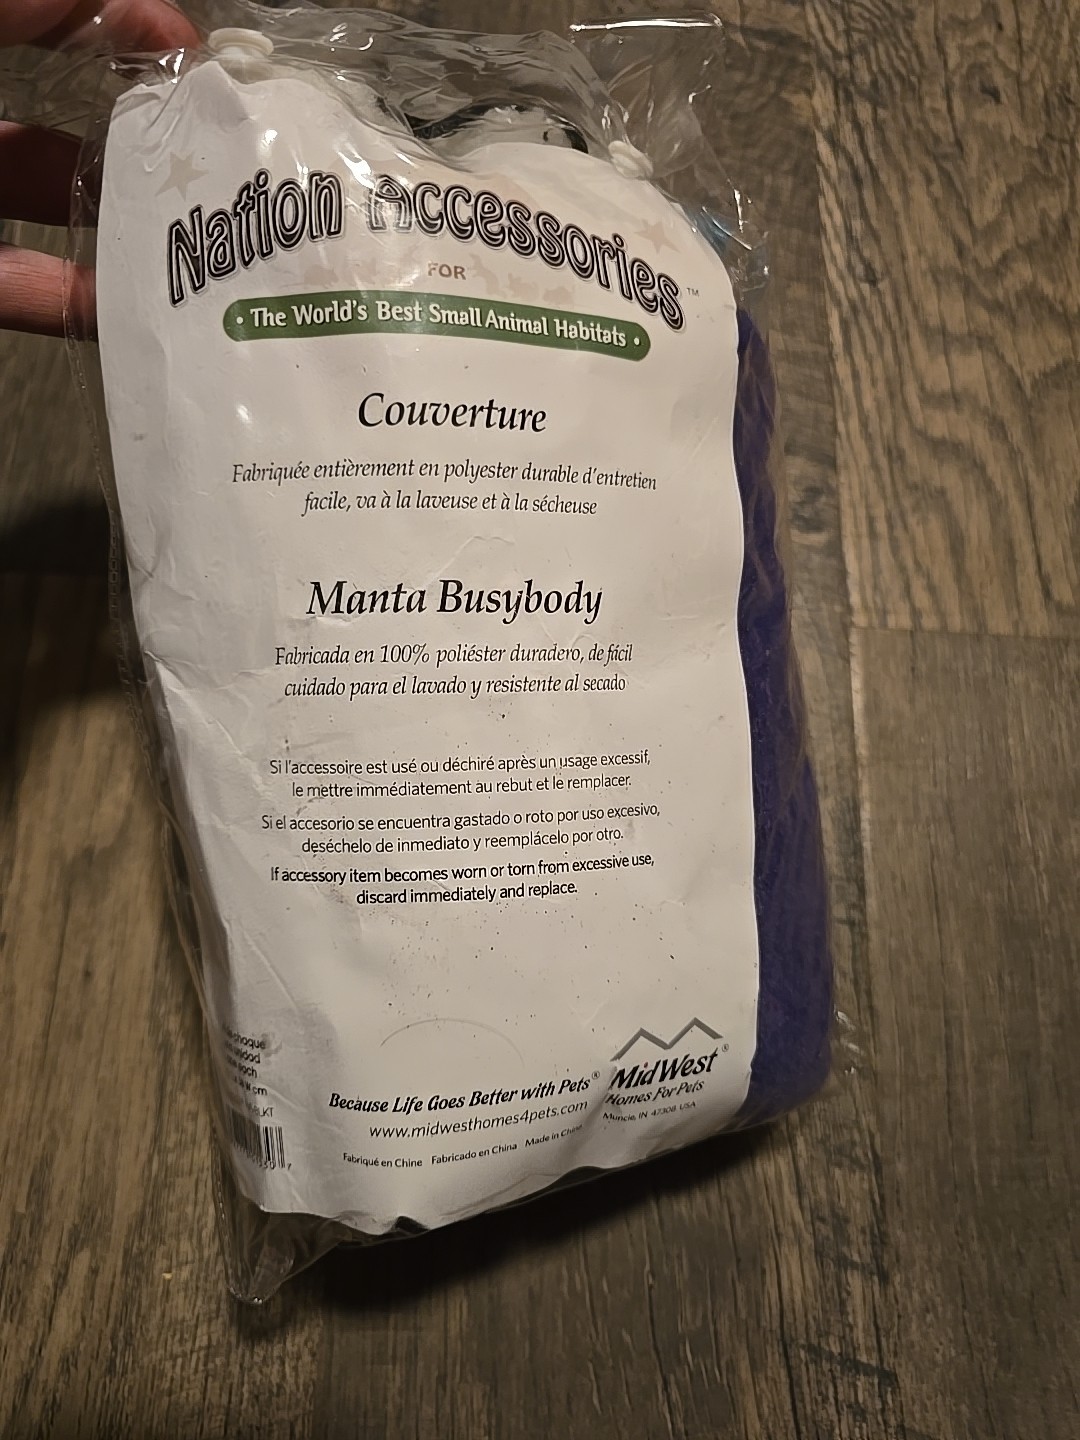 Nation Accessories™
FOR
• The World's Best Small Animal Habitats •
Couverture
Fabriquée entièrement en polyester durable d'entretien
facile, va à la laveuse et à la sécheuse
Manta Busybody
Fabricada en 100% poliéster duradero, de fácil
cuidado para el lavado y resistente al secado
Si l'accessoire est usé ou déchiré après un usage excessif,
le mettre immédiatement au rebut et le remplacer.
Si el accesorio se encuentra gastado o roto por uso excesivo,
deséchelo de inmediato y reemplácelo por otro.
If accessory item becomes worn or torn from excessive use,
discard immediately and replace.
cm
Because Life Goes Better with Pets®
www.midwesthomes4pets.com
Fabriqué en Chine Fabricado en China Made in China
MidWest®
Homes For Pets
Muncie, IN 47308 USA